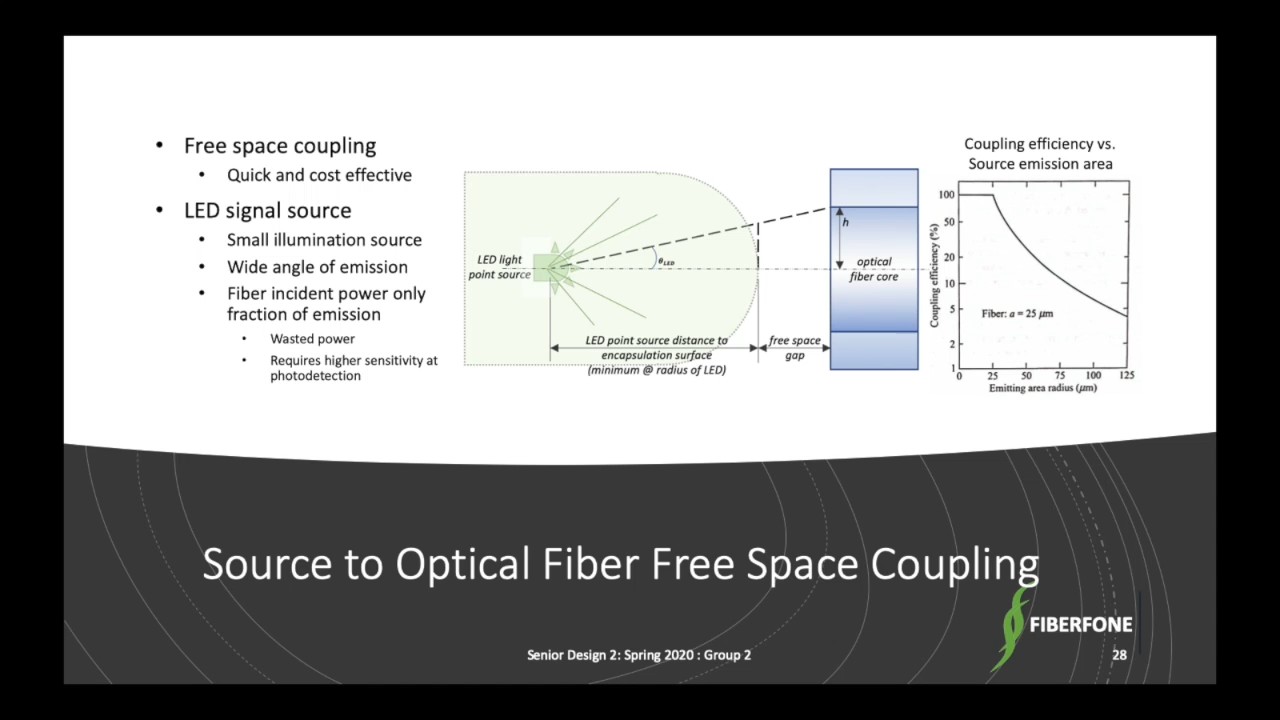 • Free space coupling
• Quick and cost effective
• LED signal source
• Small illumination source
• Wide angle of emission
• Fiber incident power only
fraction of emission
• Wasted power
• Requires higher sensitivity at
photodetection
LED light
point source
θLED
LED point source distance to
encapsulation surface
(minimum @ radius of LED)
free space
gap
h
optical
fiber core
Coupling efficiency vs.
Source emission area
Coupling efficiency (%)
100
50
20
10
5
2
1
Fiber: a = 25 μm
0 25 50 75 100 125
Emitting area radius (μm)
Source to Optical Fiber Free Space Coupling
FIBERFONE
Senior Design 2: Spring 2020 : Group 2
28